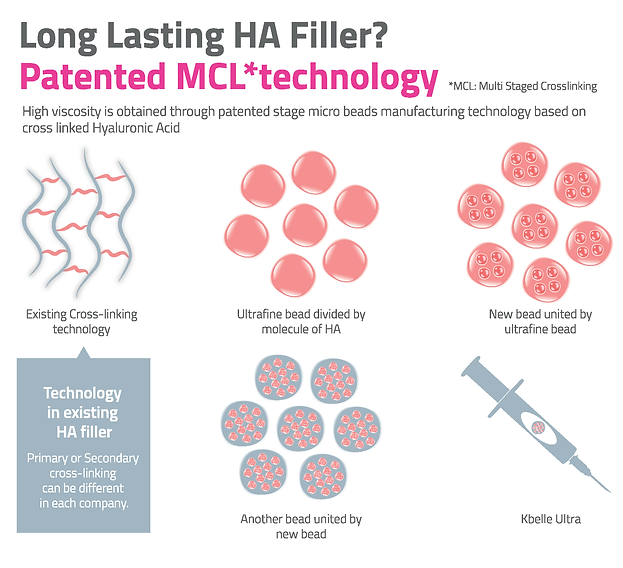 Long Lasting HA Filler?
Patented MCL*technology
*MCL: Multi Staged Crosslinking
High viscosity is obtained through patented stage micro beads manufacturing technology based on
cross linked Hyaluronic Acid
Existing Cross-linking
technology
Ultrafine bead divided by
molecule of HA
New bead united by
ultrafine bead
Technology
in existing
HA filler
Primary or Secondary
cross-linking
can be different
in each company.
Another bead united by
new bead
Kbelle Ultra